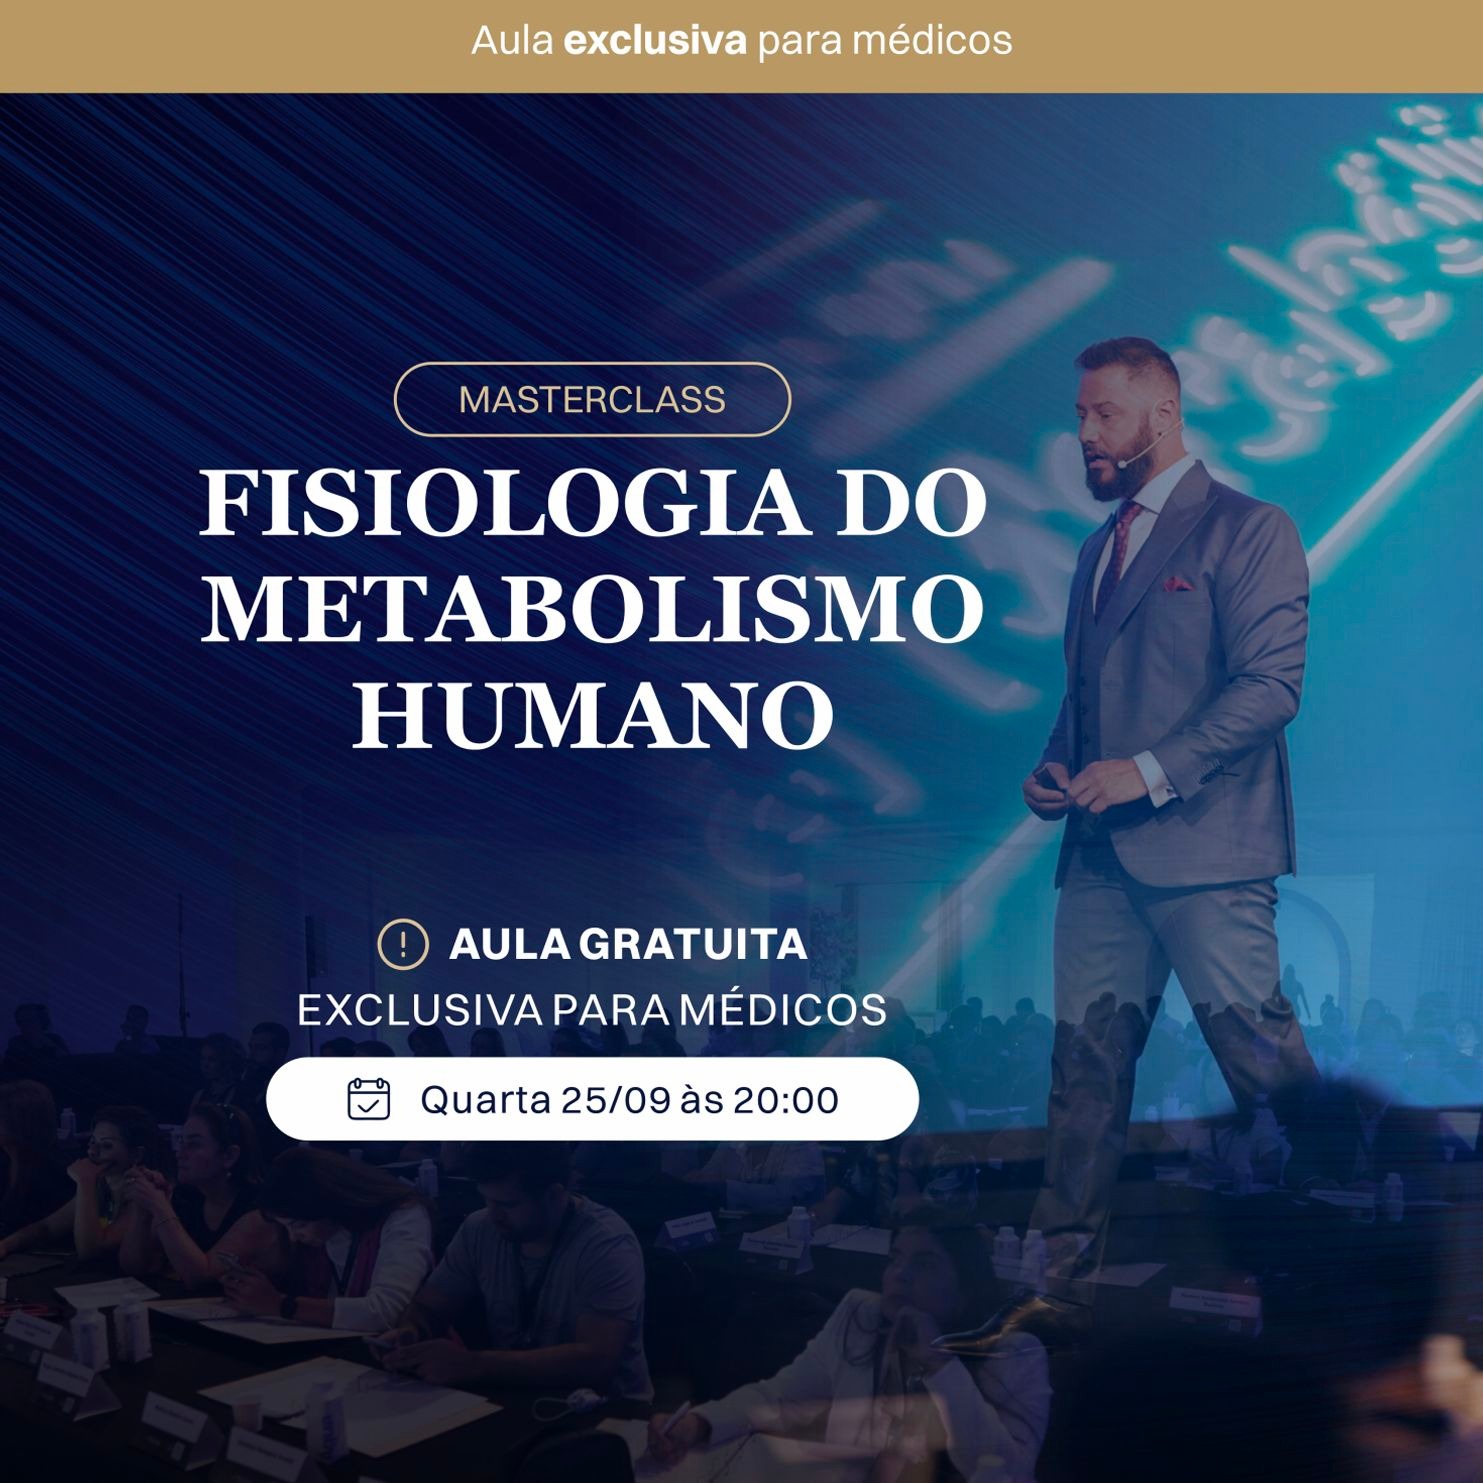 Aula exclusiva para médicos
MASTERCLASS
FISIOLOGIA DO
METABOLISMO
HUMANO
AULA GRATUITA
EXCLUSIVA PARA MÉDICOS
Quarta 25/09 às 20:00